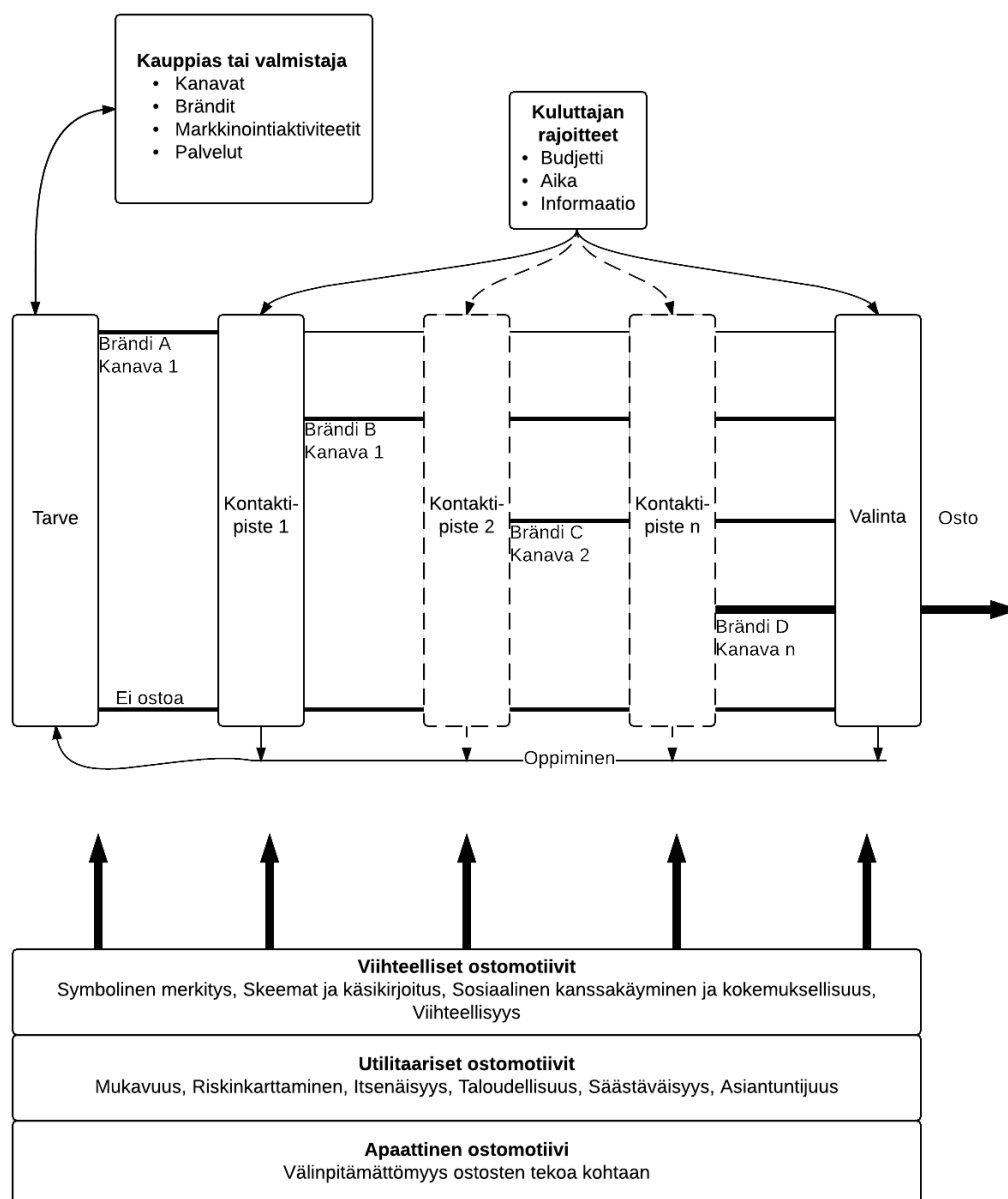 Kauppias tai valmistaja
• Kanavat
• Brändit
• Markkinointiaktiviteetit
• Palvelut
Kuluttajan
rajoitteet
• Budjetti
• Aika
• Informaatio
Tarve
Brändi A
Kanava 1
Kontakti-
piste 1
Brändi B
Kanava 1
Kontakti-
piste 2
Brändi C
Kanava 2
Kontakti-
piste n
Brändi D
Kanava n
Valinta
Osto
Ei ostoa
Oppiminen
Viihteelliset ostomotiivit
Symbolinen merkitys, Skeemat ja käsikirjoitus, Sosiaalinen kanssakäyminen ja kokemuksellisuus,
Viihteellisyys
Utilitaariset ostomotiivit
Mukavuus, Riskinkarttaminen, Itsenäisyys, Taloudellisuus, Säästäväisyys, Asiantuntijuus
Apaattinen ostomotiivi
Välinpitämättömyys ostosten tekoa kohtaan